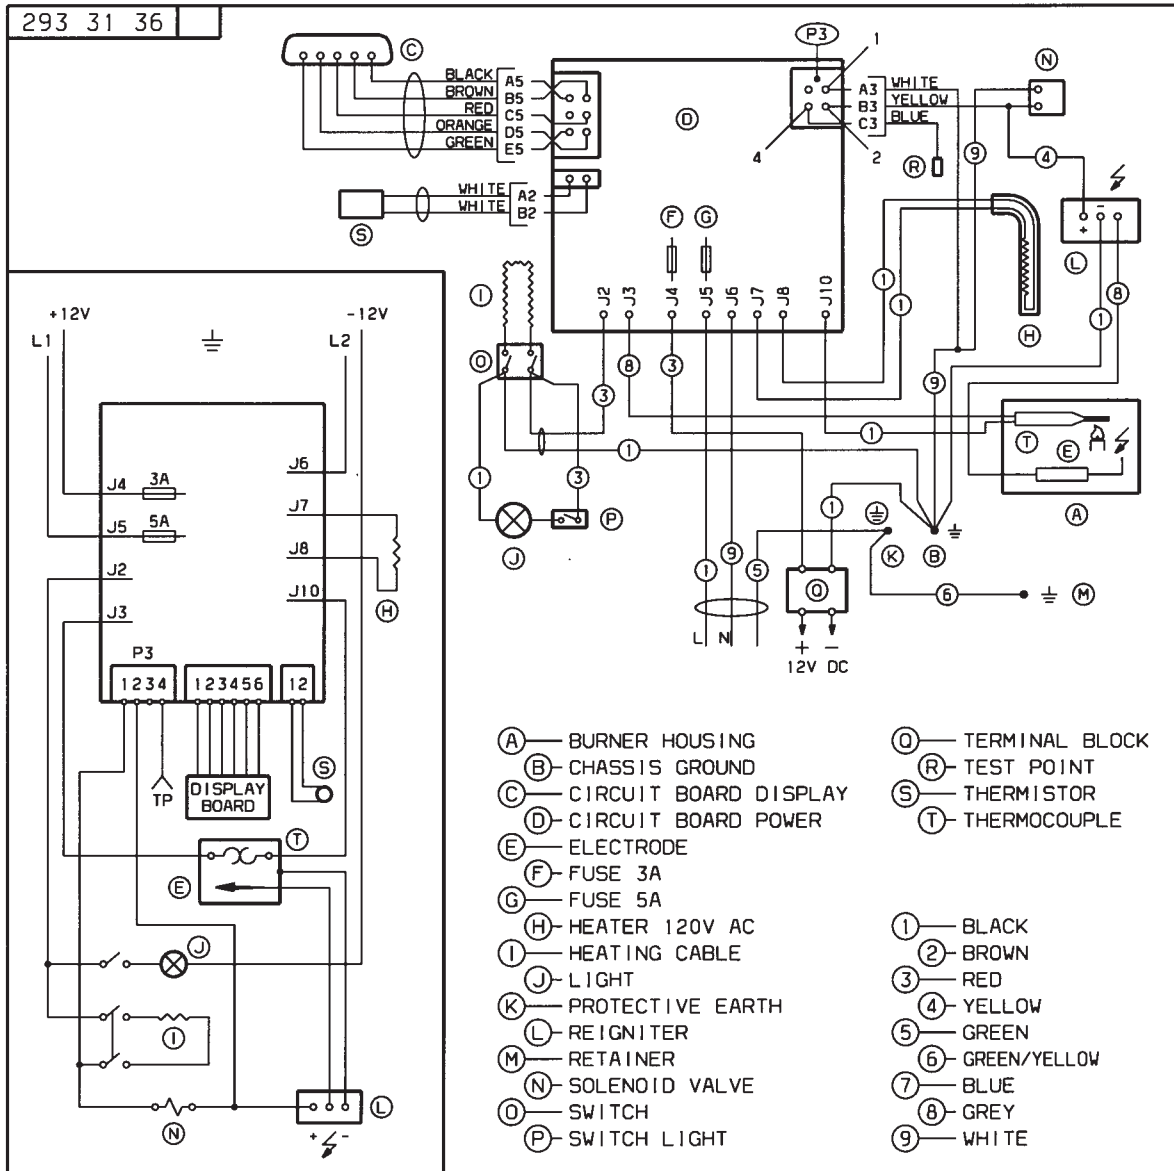 293 31 36
P3
1
C
BLACK
BROWN
RED
ORANGE
GREEN
A5
B5
C5
D5
E5
D
4
2
A3
B3
C3
WHITE
YELLOW
BLUE
N
R
9
4
WHITE
WHITE
A2
B2
S
F
G
+
-
L
I
J2
J3
J4
J5
J6
J7
J8
J10
1
1
H
1
8
O
3
8
3
9
1
1
T
E
A
1
3
J
P
1
K
B
1
9
5
Q
6
M
L
N
+
-
12V DC
+12V
-12V
L1
L2
J4
3A
J5
5A
J2
J3
J6
J7
J8
J10
H
P3
1234
123456
12
TP
DISPLAY
BOARD
S
T
E
J
I
N
L
+
-
A BURNER HOUSING
B CHASSIS GROUND
C CIRCUIT BOARD DISPLAY
D CIRCUIT BOARD POWER
E ELECTRODE
F FUSE 3A
G FUSE 5A
H HEATER 120V AC
I HEATING CABLE
J LIGHT
K PROTECTIVE EARTH
L REIGNITER
M RETAINER
N SOLENOID VALVE
O SWITCH
P SWITCH LIGHT
Q TERMINAL BLOCK
R TEST POINT
S THERMISTOR
T THERMOCOUPLE
1 BLACK
2 BROWN
3 RED
4 YELLOW
5 GREEN
6 GREEN/YELLOW
7 BLUE
8 GREY
9 WHITE